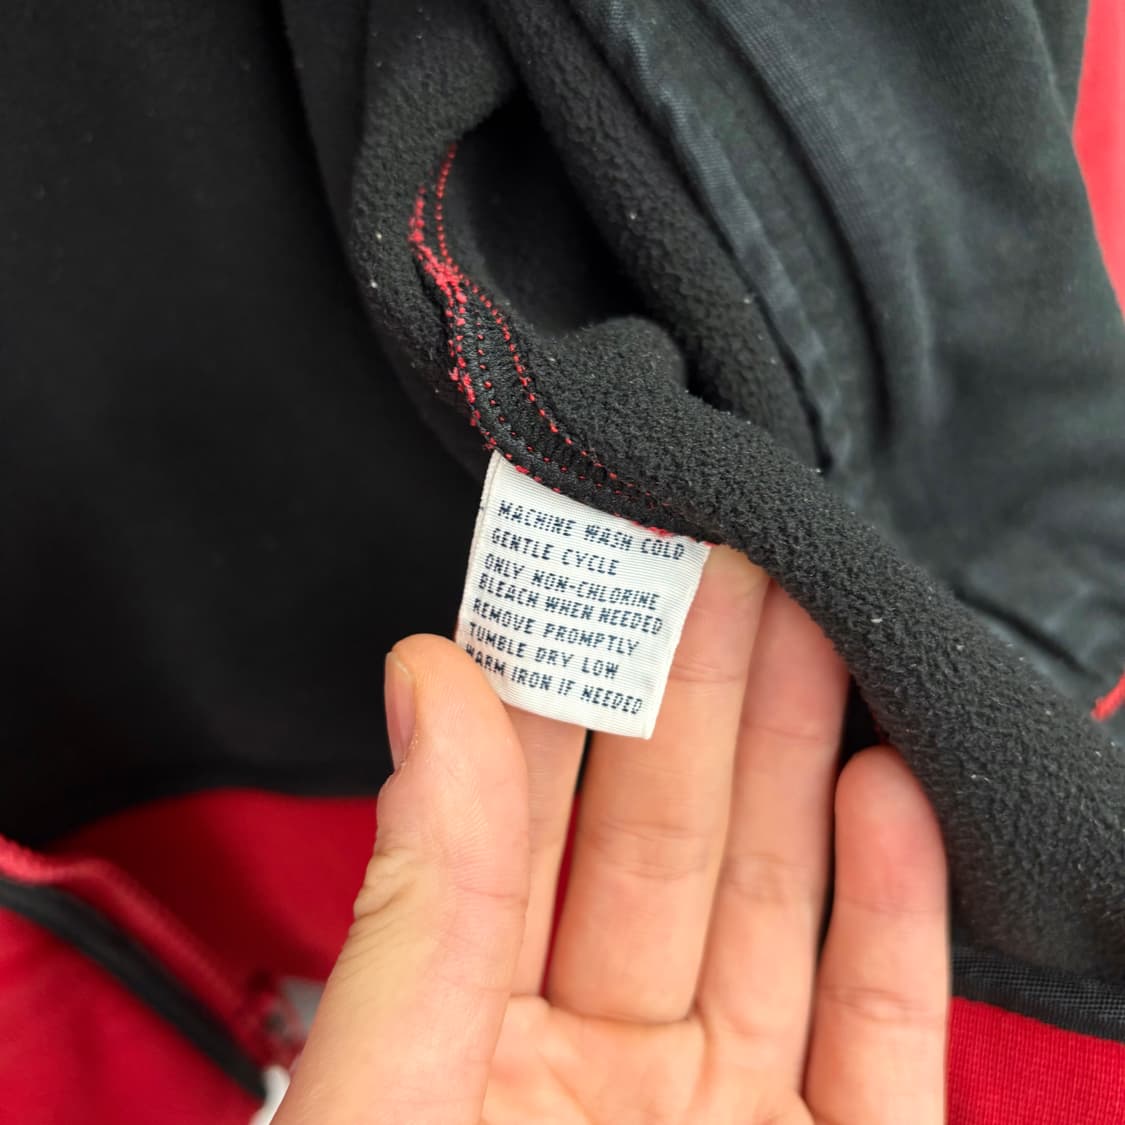 MACHINE WASH COLD
GENTLE CYCLE
ONLY NON-CHLORINE
BLEACH WHEN NEEDED
REMOVE PROMPTLY
TUMBLE DRY LOW
WARM IRON IF NEEDED